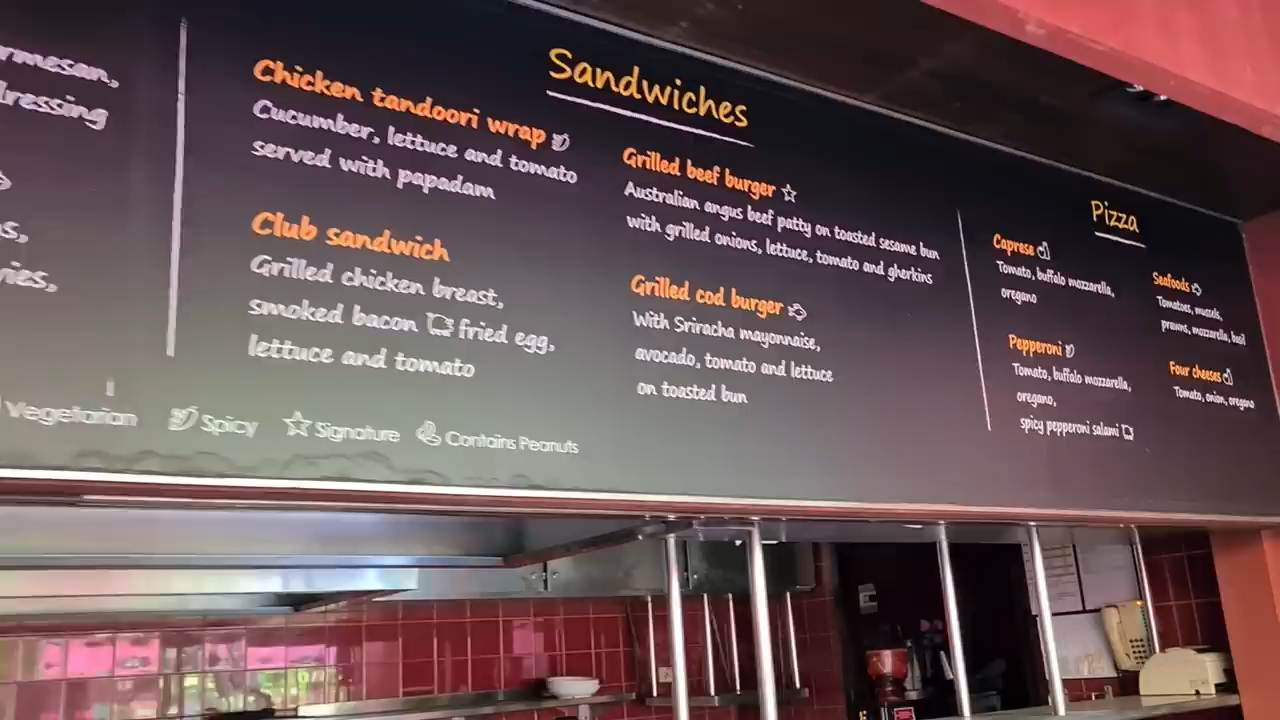 rmesan,
dressing
Sandwiches
Chicken tandoori wrap
Cucumber, lettuce and tomato
served with papadam
Club sandwich
Grilled chicken breast,
smoked bacon fried egg,
lettuce and tomato
Grilled beef burger
Australian angus beef patty on toasted sesame bun
with grilled onions, lettuce, tomato and gherkins
Grilled cod burger
With Sriracha mayonnaise,
avocado, tomato and lettuce
on toasted bun
Pizza
Caprese
Tomato, buffalo mozzarella,
oregano
Pepperoni
Tomato, buffalo mozzarella,
oregano,
spicy pepperoni salami
Seafoods
Tomatoes, mussels,
prawns, mozzarella, basil
Four cheeses
Tomato, onion, oregano
Vegetarian Spicy Signature Contains Peanuts